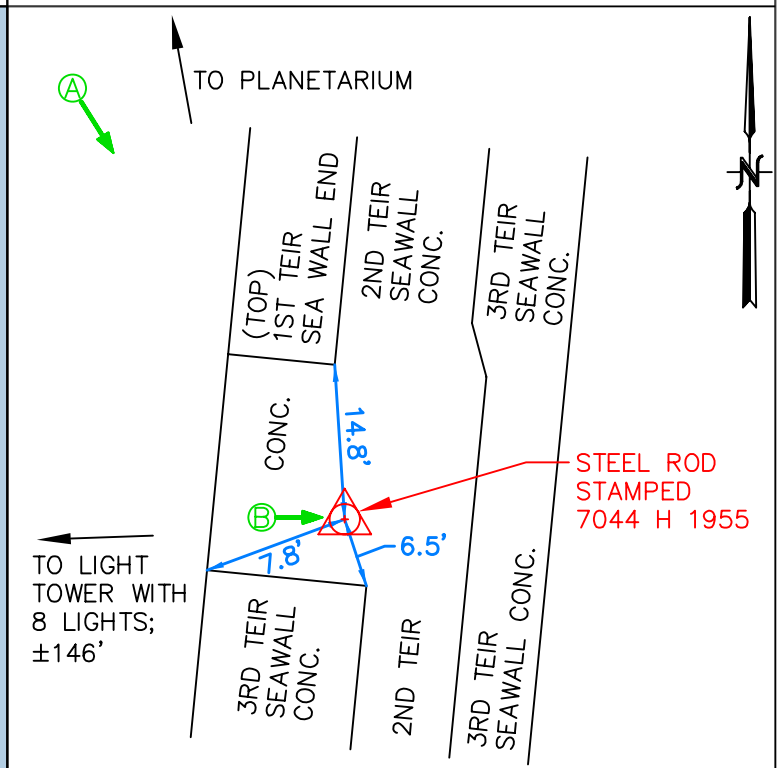 A
TO PLANETARIUM
N
(TOP)
1ST TEIR
SEA WALL END
2ND TEIR
SEAWALL
CONC.
3RD TEIR
SEAWALL
CONC.
CONC.
14.8'
STEEL ROD
STAMPED
7044 H 1955
B
7.8'
6.5'
TO LIGHT
TOWER WITH
8 LIGHTS;
±146'
3RD TEIR
SEAWALL
CONC.
2ND TEIR
3RD TEIR
SEAWALL CONC.